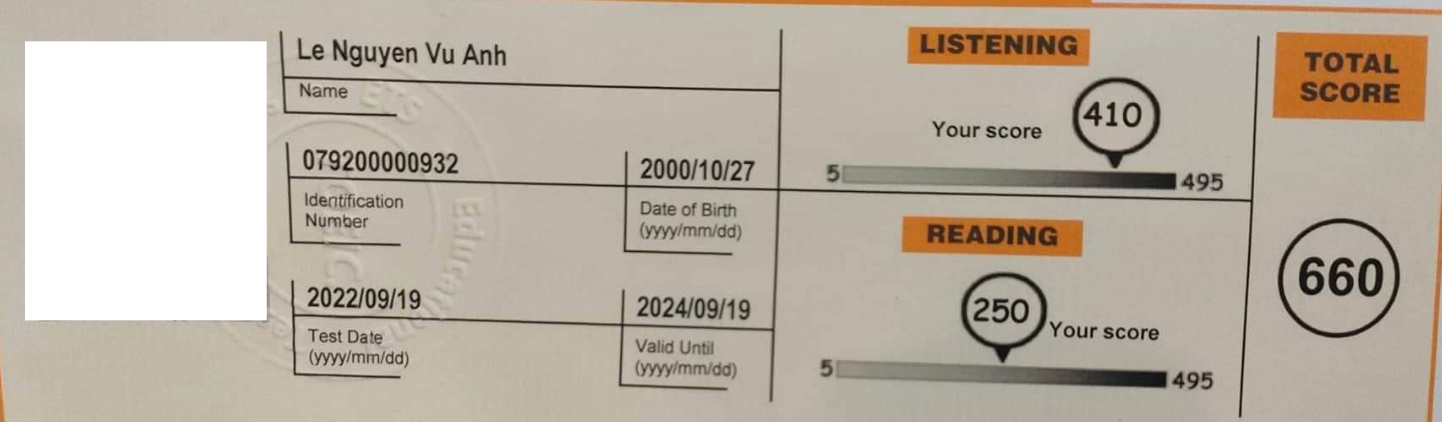 Le Nguyen Vu Anh
Name
079200000932
Identification
Number
2000/10/27
Date of Birth
(yyyy/mm/dd)
2022/09/19
Test Date
(yyyy/mm/dd)
2024/09/19
Valid Until
(yyyy/mm/dd)
LISTENING
Your score
410
5
495
READING
250
Your score
5
495
TOTAL
SCORE
660
ETS
Educational